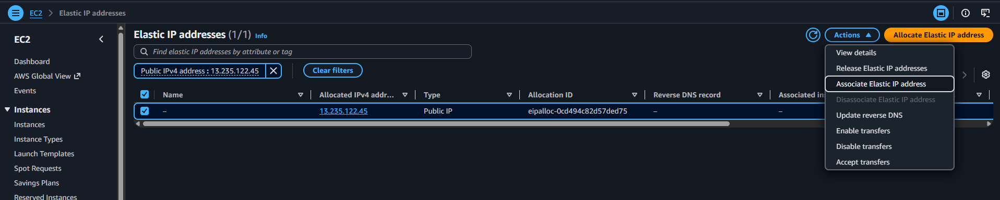 EC2 > Elastic IP addresses
EC2
Dashboard
AWS Global View
Events
Instances
Instances
Instance Types
Launch Templates
Spot Requests
Savings Plans
Reserved Instances
Elastic IP addresses (1/1) Info
Actions
Allocate Elastic IP address
Find elastic IP addresses by attribute or tag
Public IPv4 address : 13.235.122.45
Clear filters
Name Allocated IPv4 addr... Type Allocation ID Reverse DNS record Associated in
– 13.235.122.45 Public IP eipalloc-0cd494c82d57ded75 – –
View details
Release Elastic IP addresses
Associate Elastic IP address
Disassociate Elastic IP address
Update reverse DNS
Enable transfers
Disable transfers
Accept transfers